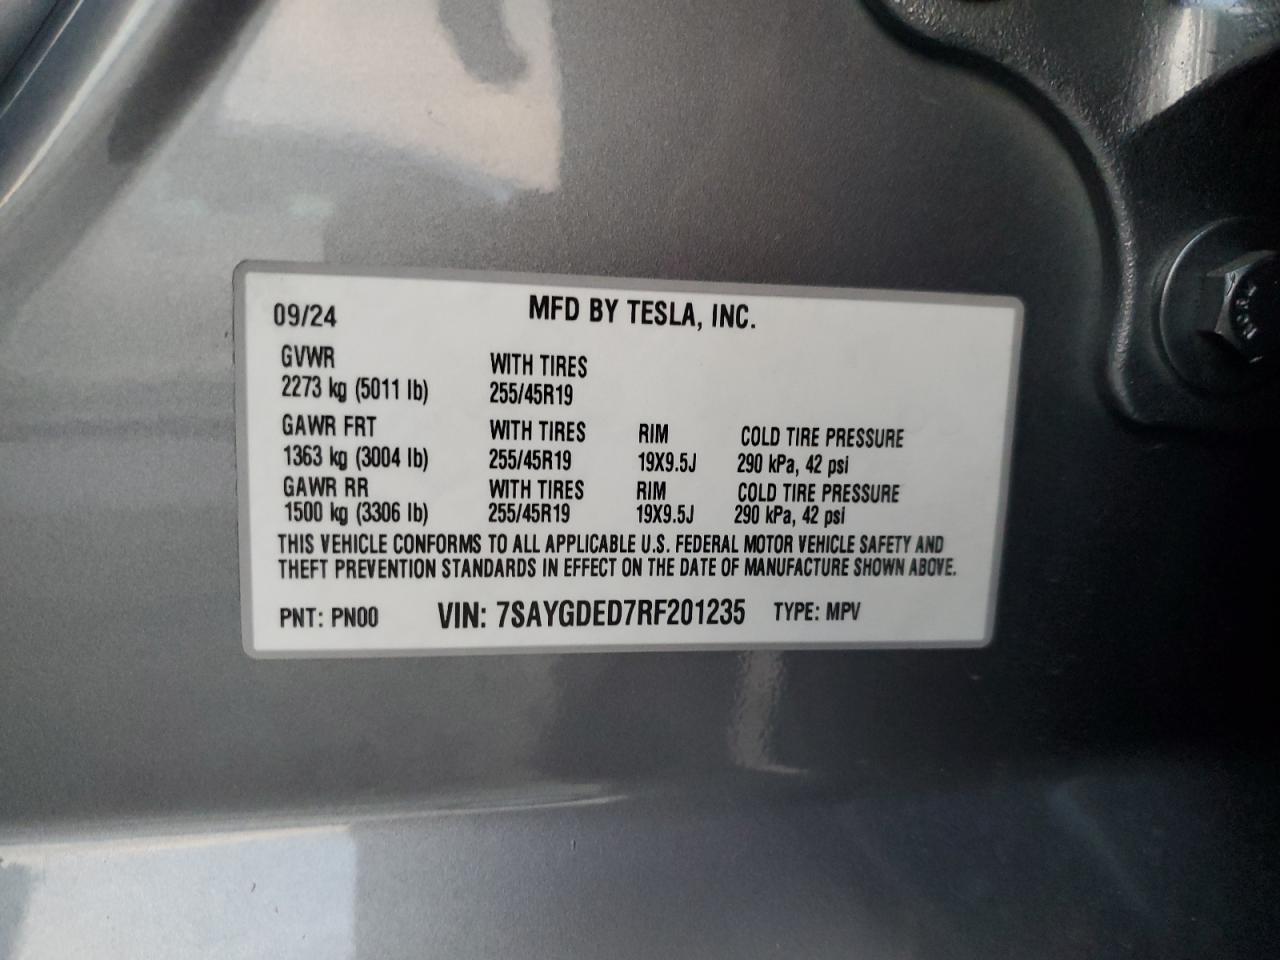 09/24 MFD BY TESLA, INC.
GVWR WITH TIRES
2273 kg (5011 lb) 255/45R19
GAWR FRT WITH TIRES RIM COLD TIRE PRESSURE
1363 kg (3004 lb) 255/45R19 19X9.5J 290 kPa, 42 psi
GAWR RR WITH TIRES RIM COLD TIRE PRESSURE
1500 kg (3306 lb) 255/45R19 19X9.5J 290 kPa, 42 psi
THIS VEHICLE CONFORMS TO ALL APPLICABLE U.S. FEDERAL MOTOR VEHICLE SAFETY AND
THEFT PREVENTION STANDARDS IN EFFECT ON THE DATE OF MANUFACTURE SHOWN ABOVE.
PNT: PN00 VIN: 7SAYGDED7RF201235 TYPE: MPV